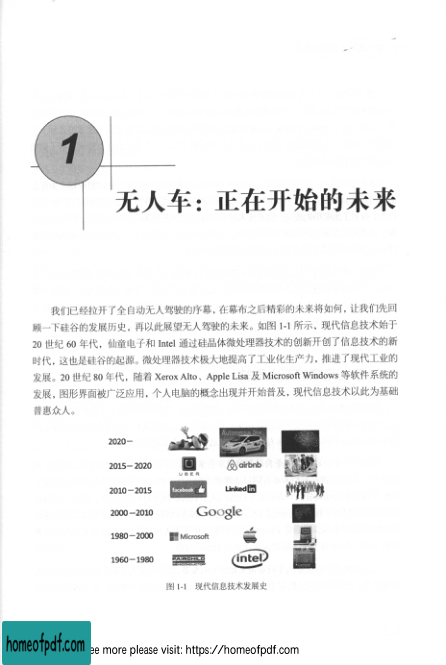 1
无人车：正在开始的未来
我们已经拉开了全自动无人驾驶的序幕，在幕布之后精彩的未来将如何，让我们先回
顾一下硅谷的发展历史，再以此展望无人驾驶的未来。如图 1-1 所示，现代信息技术始于
20 世纪 60 年代，仙童电子和 Intel 通过硅晶体微处理器技术的创新开创了信息技术的新
时代，这也是硅谷的起源。微处理器技术极大地提高了工业化生产力，推进了现代工业的
发展。20 世纪 80 年代，随着 Xerox Alto、Apple Lisa 及 Microsoft Windows 等软件系统的
发展，图形界面被广泛应用，个人电脑的概念出现并开始普及，现代信息技术以此为基础
普惠众人。
2020—
2015—2020 UBER airbnb
2010—2015 facebook Linked in
2000—2010 Google
1980—2000 Microsoft
1960—1980 FAIRCHILD intel
图 1-1 现代信息技术发展史
homeofpdf.com
ee more please visit: https://homeofpdf.com